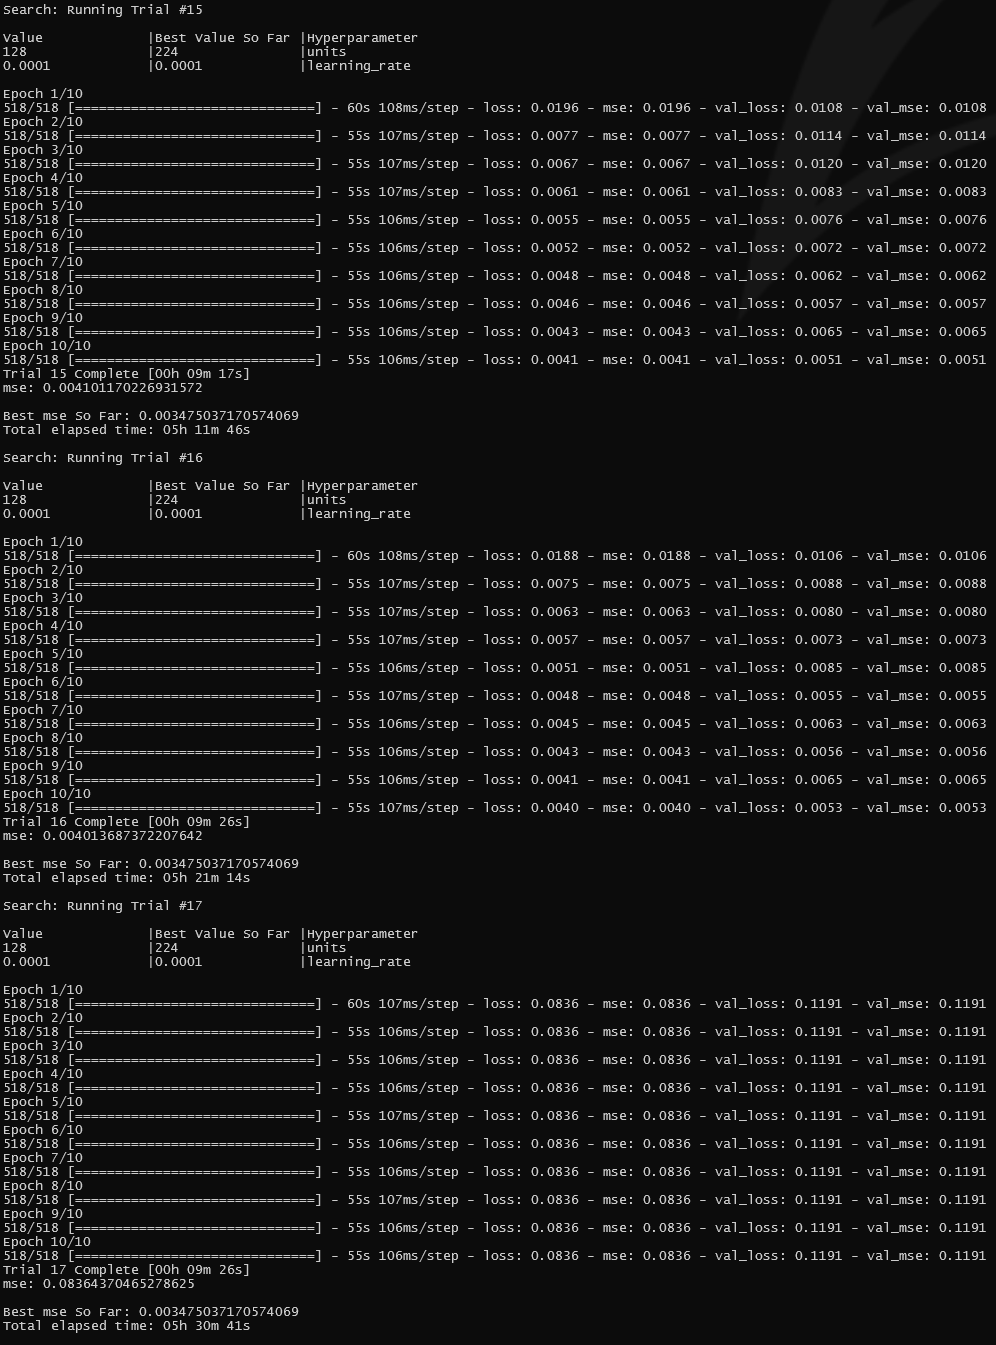 Search: Running Trial #15
Value |Best Value So Far |Hyperparameter
128 |224 |units
0.0001 |0.0001 |learning_rate
Epoch 1/10
518/518 [==============================] - 60s 108ms/step - loss: 0.0196 - mse: 0.0196 - val_loss: 0.0108 - val_mse: 0.0108
Epoch 2/10
518/518 [==============================] - 55s 107ms/step - loss: 0.0077 - mse: 0.0077 - val_loss: 0.0114 - val_mse: 0.0114
Epoch 3/10
518/518 [==============================] - 55s 107ms/step - loss: 0.0067 - mse: 0.0067 - val_loss: 0.0120 - val_mse: 0.0120
Epoch 4/10
518/518 [==============================] - 55s 107ms/step - loss: 0.0061 - mse: 0.0061 - val_loss: 0.0083 - val_mse: 0.0083
Epoch 5/10
518/518 [==============================] - 55s 106ms/step - loss: 0.0055 - mse: 0.0055 - val_loss: 0.0076 - val_mse: 0.0076
Epoch 6/10
518/518 [==============================] - 55s 106ms/step - loss: 0.0052 - mse: 0.0052 - val_loss: 0.0072 - val_mse: 0.0072
Epoch 7/10
518/518 [==============================] - 55s 106ms/step - loss: 0.0048 - mse: 0.0048 - val_loss: 0.0062 - val_mse: 0.0062
Epoch 8/10
518/518 [==============================] - 55s 106ms/step - loss: 0.0046 - mse: 0.0046 - val_loss: 0.0057 - val_mse: 0.0057
Epoch 9/10
518/518 [==============================] - 55s 106ms/step - loss: 0.0043 - mse: 0.0043 - val_loss: 0.0065 - val_mse: 0.0065
Epoch 10/10
518/518 [==============================] - 55s 106ms/step - loss: 0.0041 - mse: 0.0041 - val_loss: 0.0051 - val_mse: 0.0051
Trial 15 Complete [00h 09m 17s]
mse: 0.004101170226931572
Best mse So Far: 0.003475037170574069
Total elapsed time: 05h 11m 46s
Search: Running Trial #16
Value |Best Value So Far |Hyperparameter
128 |224 |units
0.0001 |0.0001 |learning_rate
Epoch 1/10
518/518 [==============================] - 60s 108ms/step - loss: 0.0188 - mse: 0.0188 - val_loss: 0.0106 - val_mse: 0.0106
Epoch 2/10
518/518 [==============================] - 55s 107ms/step - loss: 0.0075 - mse: 0.0075 - val_loss: 0.0088 - val_mse: 0.0088
Epoch 3/10
518/518 [==============================] - 55s 107ms/step - loss: 0.0063 - mse: 0.0063 - val_loss: 0.0080 - val_mse: 0.0080
Epoch 4/10
518/518 [==============================] - 55s 107ms/step - loss: 0.0057 - mse: 0.0057 - val_loss: 0.0073 - val_mse: 0.0073
Epoch 5/10
518/518 [==============================] - 55s 106ms/step - loss: 0.0051 - mse: 0.0051 - val_loss: 0.0085 - val_mse: 0.0085
Epoch 6/10
518/518 [==============================] - 55s 107ms/step - loss: 0.0048 - mse: 0.0048 - val_loss: 0.0055 - val_mse: 0.0055
Epoch 7/10
518/518 [==============================] - 55s 106ms/step - loss: 0.0045 - mse: 0.0045 - val_loss: 0.0063 - val_mse: 0.0063
Epoch 8/10
518/518 [==============================] - 55s 106ms/step - loss: 0.0043 - mse: 0.0043 - val_loss: 0.0056 - val_mse: 0.0056
Epoch 9/10
518/518 [==============================] - 55s 106ms/step - loss: 0.0041 - mse: 0.0041 - val_loss: 0.0065 - val_mse: 0.0065
Epoch 10/10
518/518 [==============================] - 55s 107ms/step - loss: 0.0040 - mse: 0.0040 - val_loss: 0.0053 - val_mse: 0.0053
Trial 16 Complete [00h 09m 26s]
mse: 0.004013687372207642
Best mse So Far: 0.003475037170574069
Total elapsed time: 05h 21m 14s
Search: Running Trial #17
Value |Best Value So Far |Hyperparameter
128 |224 |units
0.0001 |0.0001 |learning_rate
Epoch 1/10
518/518 [==============================] - 60s 107ms/step - loss: 0.0836 - mse: 0.0836 - val_loss: 0.1191 - val_mse: 0.1191
Epoch 2/10
518/518 [==============================] - 55s 106ms/step - loss: 0.0836 - mse: 0.0836 - val_loss: 0.1191 - val_mse: 0.1191
Epoch 3/10
518/518 [==============================] - 55s 106ms/step - loss: 0.0836 - mse: 0.0836 - val_loss: 0.1191 - val_mse: 0.1191
Epoch 4/10
518/518 [==============================] - 55s 106ms/step - loss: 0.0836 - mse: 0.0836 - val_loss: 0.1191 - val_mse: 0.1191
Epoch 5/10
518/518 [==============================] - 55s 107ms/step - loss: 0.0836 - mse: 0.0836 - val_loss: 0.1191 - val_mse: 0.1191
Epoch 6/10
518/518 [==============================] - 55s 106ms/step - loss: 0.0836 - mse: 0.0836 - val_loss: 0.1191 - val_mse: 0.1191
Epoch 7/10
518/518 [==============================] - 55s 106ms/step - loss: 0.0836 - mse: 0.0836 - val_loss: 0.1191 - val_mse: 0.1191
Epoch 8/10
518/518 [==============================] - 55s 107ms/step - loss: 0.0836 - mse: 0.0836 - val_loss: 0.1191 - val_mse: 0.1191
Epoch 9/10
518/518 [==============================] - 55s 106ms/step - loss: 0.0836 - mse: 0.0836 - val_loss: 0.1191 - val_mse: 0.1191
Epoch 10/10
518/518 [==============================] - 55s 106ms/step - loss: 0.0836 - mse: 0.0836 - val_loss: 0.1191 - val_mse: 0.1191
Trial 17 Complete [00h 09m 26s]
mse: 0.08364370465278625
Best mse So Far: 0.003475037170574069
Total elapsed time: 05h 30m 41s